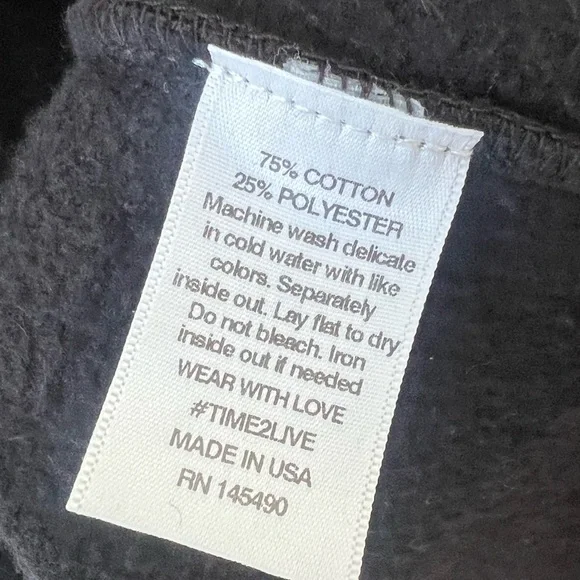 75% COTTON
25% POLYESTER
Machine wash delicate
in cold water with like
colors. Separately
inside out. Lay flat to dry
Do not bleach. Iron
inside out if needed
WEAR WITH LOVE
#TIME2LIVE
MADE IN USA
RN 145490